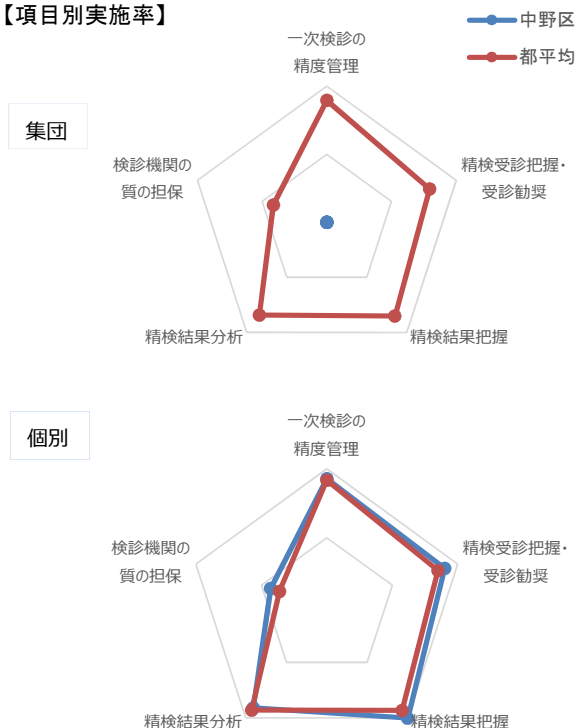 【項目別実施率】
中野区
都平均
集団
一次検診の
精度管理
精検受診把握・
受診勧奨
精検結果把握
精検結果分析
検診機関の
質の担保
個別
一次検診の
精度管理
精検受診把握・
受診勧奨
精検結果把握
精検結果分析
検診機関の
質の担保